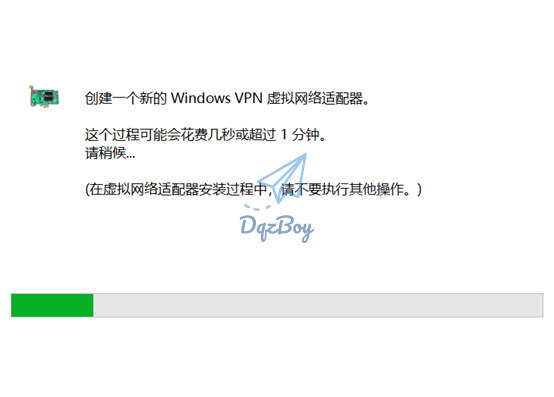 创建一个新的 Windows VPN 虚拟网络适配器。
这个过程可能会花费几秒或超过 1 分钟。
请稍候...
(在虚拟网络适配器安装过程中，请不要执行其他操作。)
DqzBoy